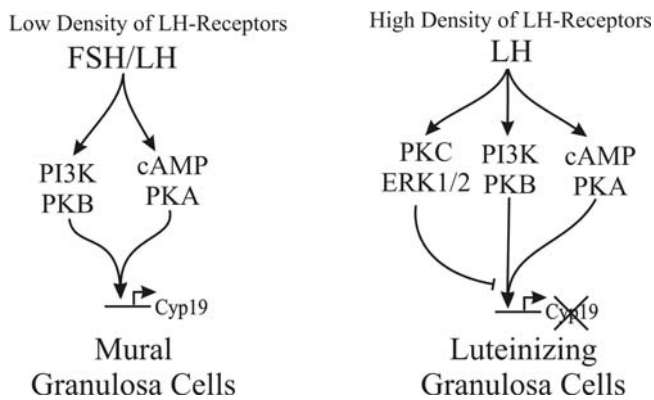 Low Density of LH-Receptors
FSH/LH
PI3K
PKB
cAMP
PKA
Cyp19
Mural
Granulosa Cells
High Density of LH-Receptors
LH
PKC
ERK1/2
PI3K
PKB
cAMP
PKA
Cyp19
Luteinizing
Granulosa Cells